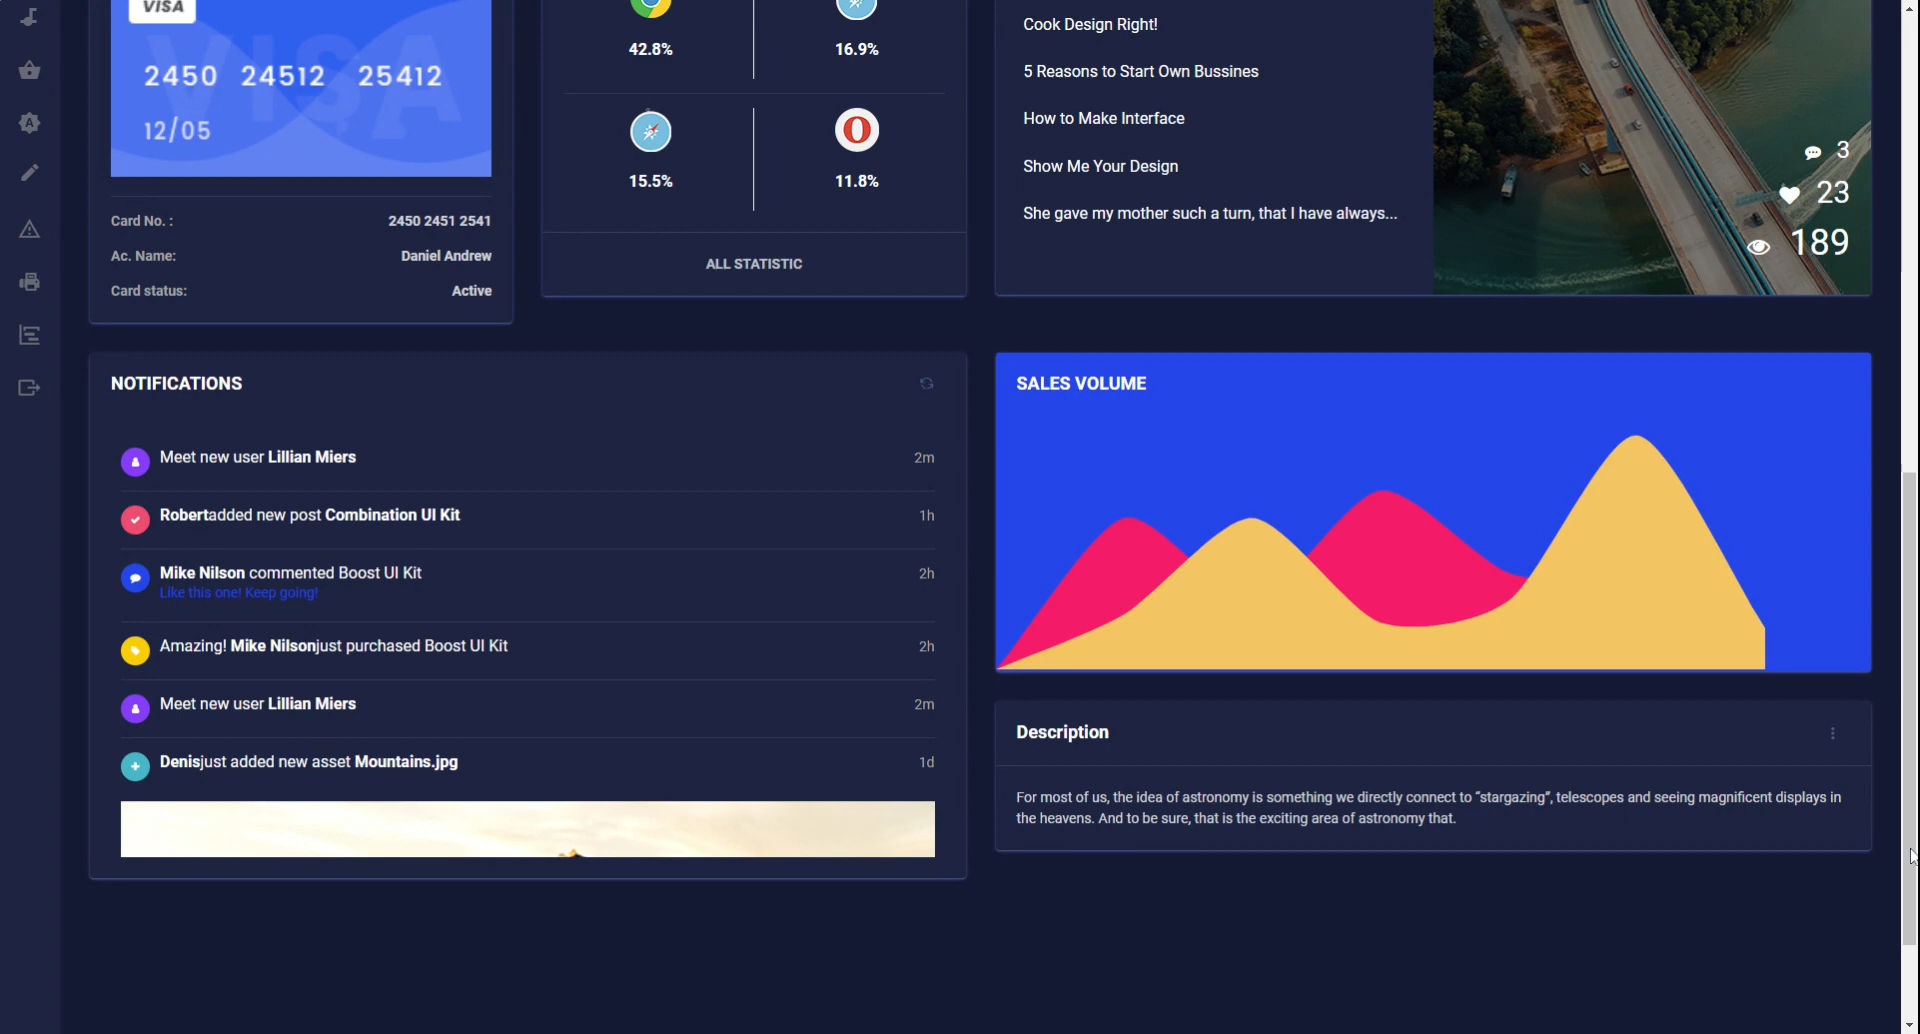 VISA
VISA
2450 24512 25412
12/05
Card No. : 2450 2451 2541
Ac. Name: Daniel Andrew
Card status: Active
42.8% 16.9%
15.5% 11.8%
ALL STATISTIC
Cook Design Right!
5 Reasons to Start Own Bussines
How to Make Interface
Show Me Your Design
She gave my mother such a turn, that I have always...
3
23
189
NOTIFICATIONS
Meet new user Lillian Miers 2m
Robertadded new post Combination UI Kit 1h
Mike Nilson commented Boost UI Kit 2h
Like this one! Keep going!
Amazing! Mike Nilsonjust purchased Boost UI Kit 2h
Meet new user Lillian Miers 2m
Denisjust added new asset Mountains.jpg 1d
SALES VOLUME
Description
For most of us, the idea of astronomy is something we directly connect to “stargazing”, telescopes and seeing magnificent displays in
the heavens. And to be sure, that is the exciting area of astronomy that.